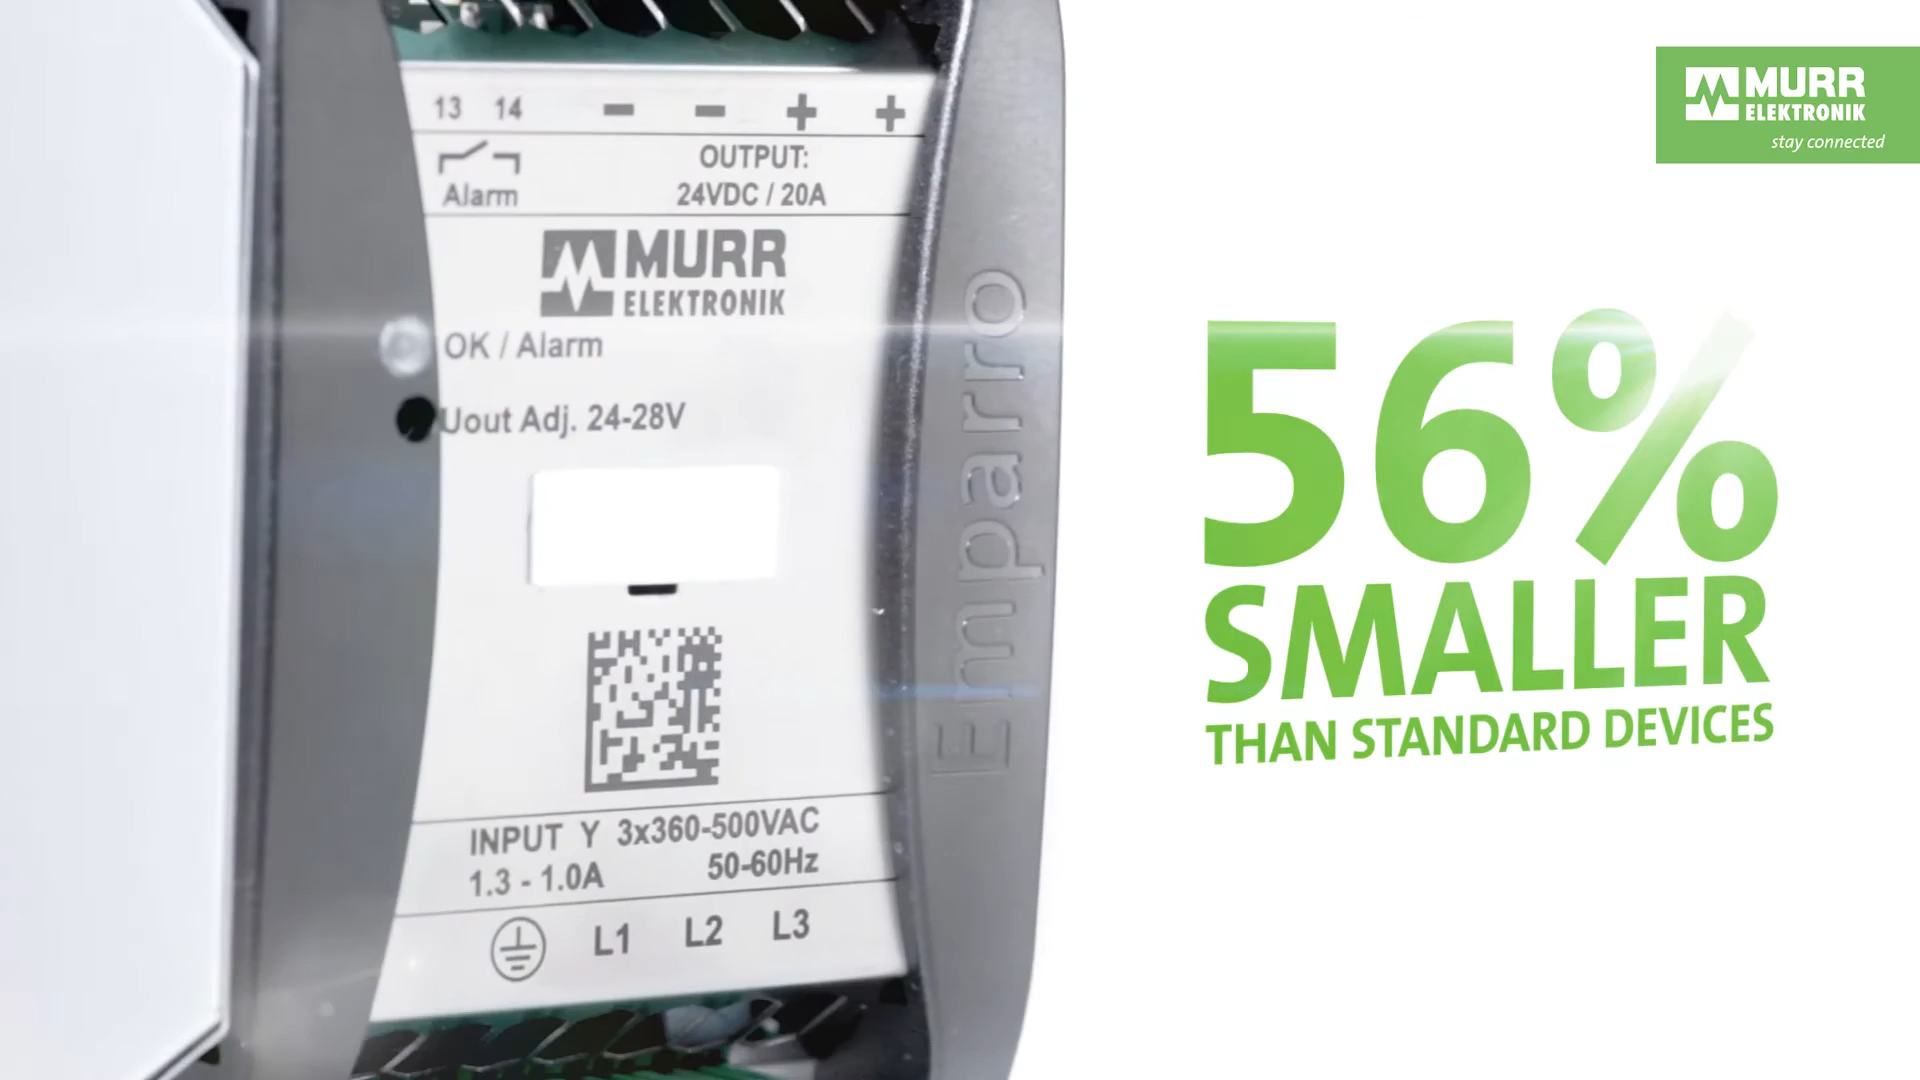 13 14 - - + +
Alarm
OUTPUT:
24VDC / 20A
MURR
ELEKTRONIK
OK / Alarm
Uout Adj. 24-28V
INPUT Y 3x360-500VAC
1.3 - 1.0A 50-60Hz
L1 L2 L3
Emparro
MURR
ELEKTRONIK
stay connected
56%
SMALLER
THAN STANDARD DEVICES